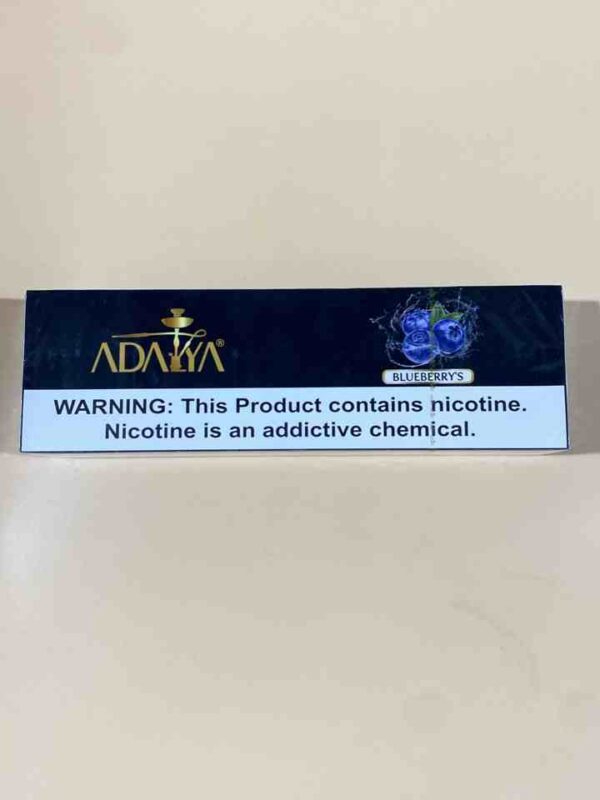 ADALYA®
BLUEBERRY'S
WARNING: This Product contains nicotine.
Nicotine is an addictive chemical.